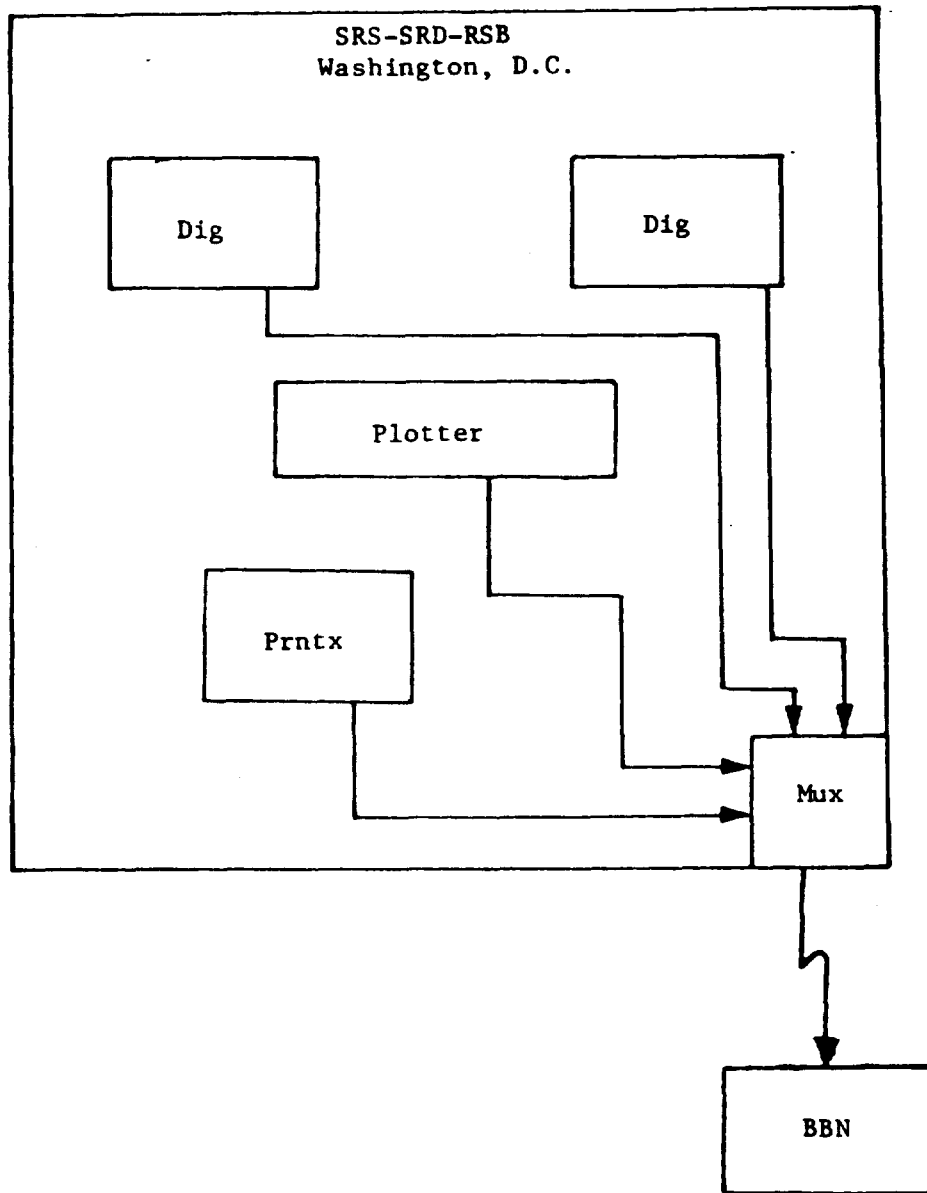 SRS-SRD-RSB
Washington, D.C.
Dig
Dig
Plotter
Prntx
Mux
BBN